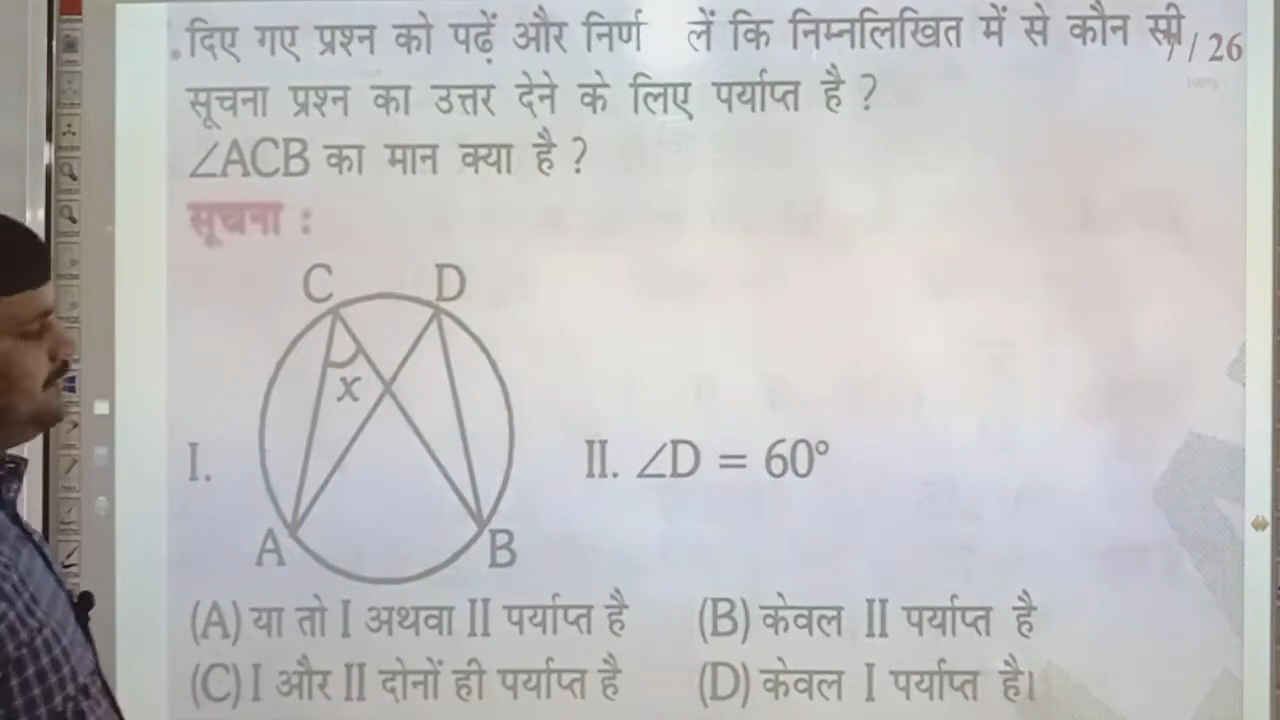 दिए गए प्रश्न को पढ़ें और निर्ण लें कि निम्नलिखित में से कौन सी
/ 26
सूचना प्रश्न का उत्तर देने के लिए पर्याप्त है ?
∠ACB का मान क्या है ?
सूचना :
C D
x
I.
II. ∠D = 60°
A B
(A) या तो I अथवा II पर्याप्त है (B) केवल II पर्याप्त है
(C) I और II दोनों ही पर्याप्त है (D) केवल I पर्याप्त है।